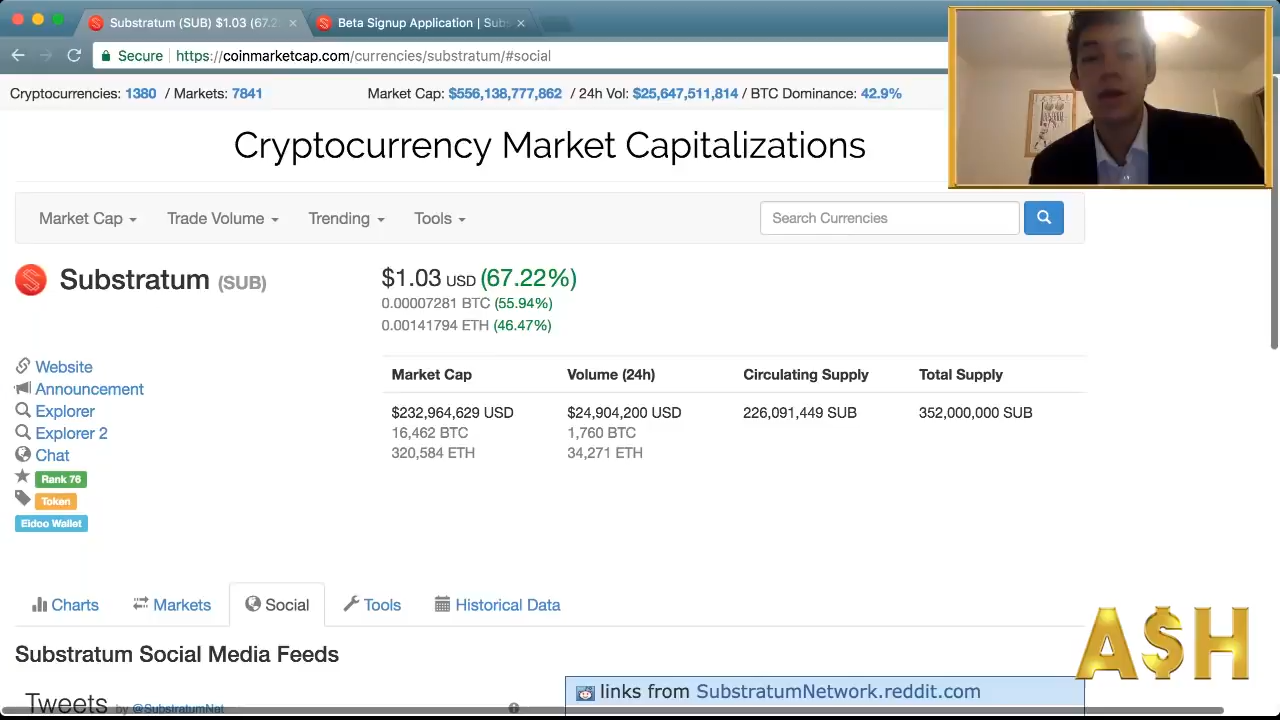 Substratum (SUB) $1.03 (67.2
Beta Signup Application | Subs
Secure
https://coinmarketcap.com/currencies/substratum/#social
Cryptocurrencies: 1380 / Markets: 7841
Market Cap: $556,138,777,862 / 24h Vol: $25,647,511,814 / BTC Dominance: 42.9%
Cryptocurrency Market Capitalizations
Market Cap Trade Volume Trending Tools Search Currencies
Substratum (SUB)
$1.03 USD (67.22%)
0.00007281 BTC (55.94%)
0.00141794 ETH (46.47%)
Website
Announcement
Explorer
Explorer 2
Chat
Rank 76
Token
Eidoo Wallet
Market Cap Volume (24h) Circulating Supply Total Supply
$232,964,629 USD $24,904,200 USD 226,091,449 SUB 352,000,000 SUB
16,462 BTC 1,760 BTC
320,584 ETH 34,271 ETH
Charts Markets Social Tools Historical Data
Substratum Social Media Feeds
Tweets by @SubstratumNet
links from SubstratumNetwork.reddit.com
A$H